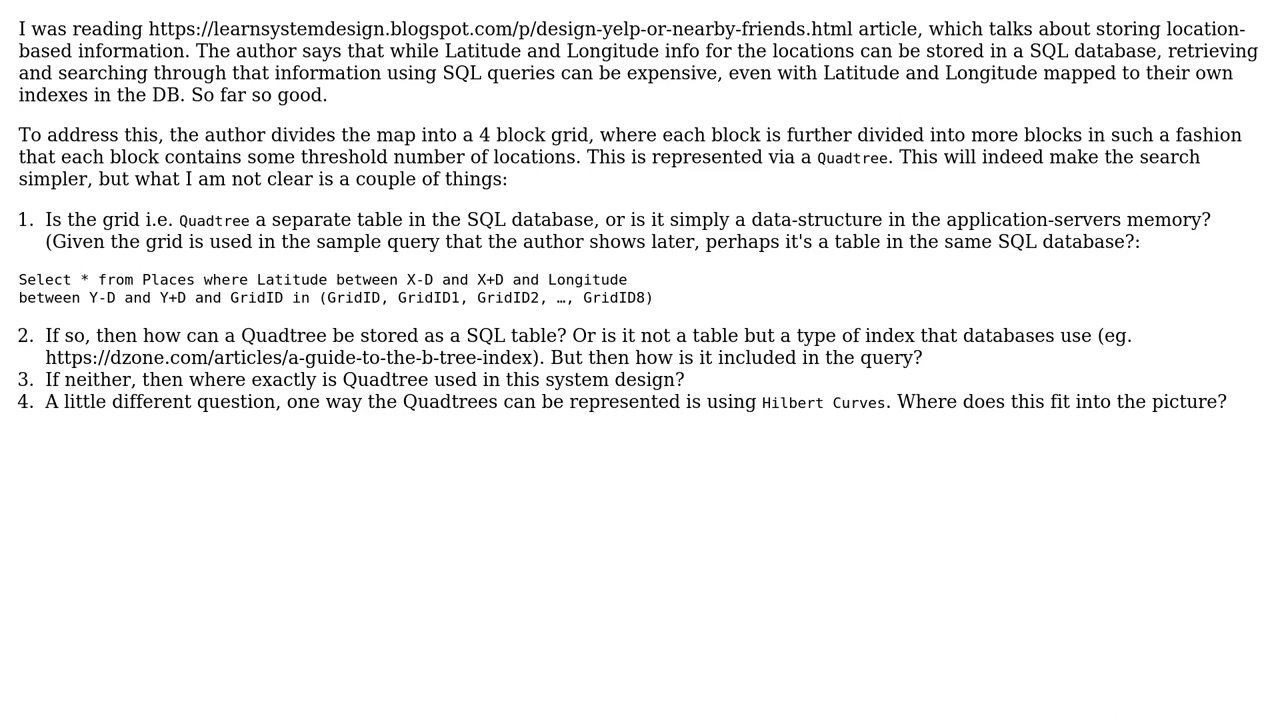 I was reading https://learnsystemdesign.blogspot.com/p/design-yelp-or-nearby-friends.html article, which talks about storing location-
based information. The author says that while Latitude and Longitude info for the locations can be stored in a SQL database, retrieving
and searching through that information using SQL queries can be expensive, even with Latitude and Longitude mapped to their own
indexes in the DB. So far so good.
To address this, the author divides the map into a 4 block grid, where each block is further divided into more blocks in such a fashion
that each block contains some threshold number of locations. This is represented via a Quadtree. This will indeed make the search
simpler, but what I am not clear is a couple of things:
1. Is the grid i.e. Quadtree a separate table in the SQL database, or is it simply a data-structure in the application-servers memory?
(Given the grid is used in the sample query that the author shows later, perhaps it's a table in the same SQL database?:
Select * from Places where Latitude between X-D and X+D and Longitude
between Y-D and Y+D and GridID in (GridID, GridID1, GridID2, …, GridID8)
2. If so, then how can a Quadtree be stored as a SQL table? Or is it not a table but a type of index that databases use (eg.
https://dzone.com/articles/a-guide-to-the-b-tree-index). But then how is it included in the query?
3. If neither, then where exactly is Quadtree used in this system design?
4. A little different question, one way the Quadtrees can be represented is using Hilbert Curves. Where does this fit into the picture?